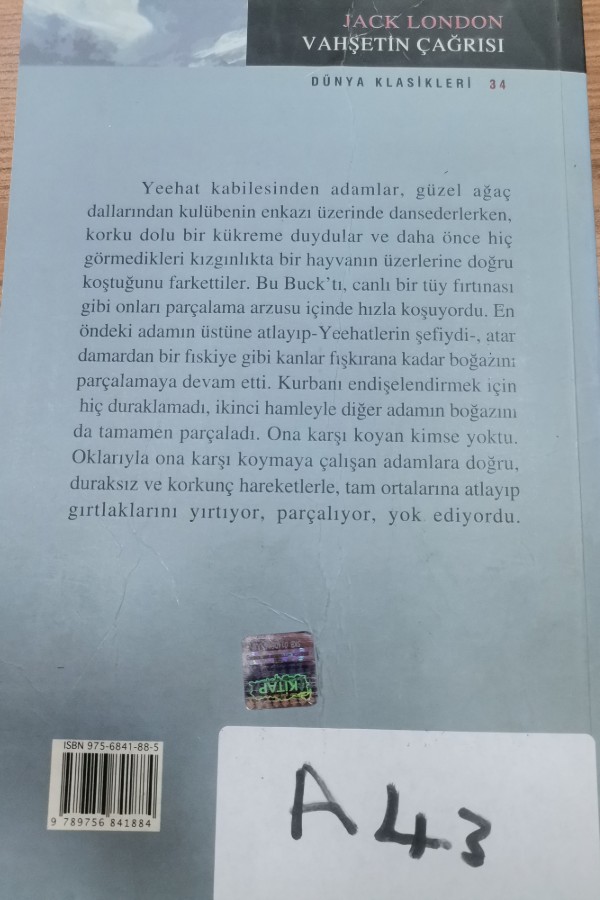 JACK LONDON
VAHŞETİN ÇAĞRISI
DÜNYA KLASİKLERİ 34
Yeehat kabilesinden adamlar, güzel ağaç
dallarından kulübenin enkazı üzerinde dansederlerken,
korku dolu bir kükreme duydular ve daha önce hiç
görmedikleri kızgınlıkta bir hayvanın üzerlerine doğru
koştuğunu farkettiler. Bu Buck'tı, canlı bir tüy fırtınası
gibi onları parçalama arzusu içinde hızla koşuyordu. En
öndeki adamın üstüne atlayıp-Yeehatlerin şefiydi-, atar
damardan bir fıskiye gibi kanlar fışkırana kadar boğazını
parçalamaya devam etti. Kurbanı endişelendirmek için
hiç duraklamadı, ikinci hamleyle diğer adamın boğazını
da tamamen parçaladı. Ona karşı koyan kimse yoktu.
Oklarıyla ona karşı koymaya çalışan adamlara doğru,
duraksız ve korkunç hareketlerle, tam ortalarına atlayıp
gırtlaklarını yırtıyor, parçalıyor, yok ediyordu.
KİTAP
ISBN 975-6841-88-5
9 789756 841884
A 43